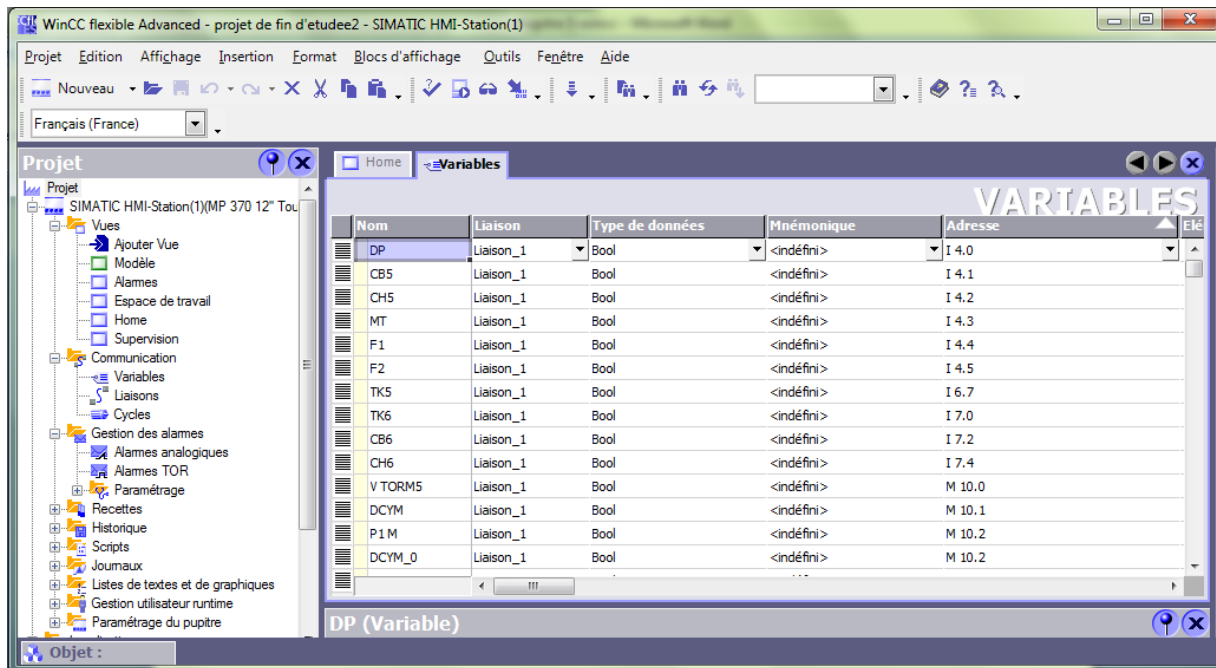 WinCC flexible Advanced - projet de fin d'etudee2 - SIMATIC HMI-Station(1)
Projet Edition Affichage Insertion Format Blocs d'affichage Outils Fenêtre Aide
Nouveau
Français (France)
Projet
Home
Variables
Projet
SIMATIC HMI-Station(1)(MP 370 12" Tou
Vues
Ajouter Vue
Modèle
Alarmes
Espace de travail
Home
Supervision
Communication
Variables
Liaisons
Cycles
Gestion des alarmes
Alarmes analogiques
Alarmes TOR
Paramétrage
Recettes
Historique
Scripts
Journaux
Listes de textes et de graphiques
Gestion utilisateur runtime
Paramétrage du pupitre
VARIABLES
Nom Liaison Type de données Mnémonique Adresse Elé
DP Liaison_1 Bool <indéfini> I 4.0
CB5 Liaison_1 Bool <indéfini> I 4.1
CH5 Liaison_1 Bool <indéfini> I 4.2
MT Liaison_1 Bool <indéfini> I 4.3
F1 Liaison_1 Bool <indéfini> I 4.4
F2 Liaison_1 Bool <indéfini> I 4.5
TK5 Liaison_1 Bool <indéfini> I 6.7
TK6 Liaison_1 Bool <indéfini> I 7.0
CB6 Liaison_1 Bool <indéfini> I 7.2
CH6 Liaison_1 Bool <indéfini> I 7.4
V TORM5 Liaison_1 Bool <indéfini> M 10.0
DCYM Liaison_1 Bool <indéfini> M 10.1
P1 M Liaison_1 Bool <indéfini> M 10.2
DCYM_0 Liaison_1 Bool <indéfini> M 10.2
DP (Variable)
Objet :